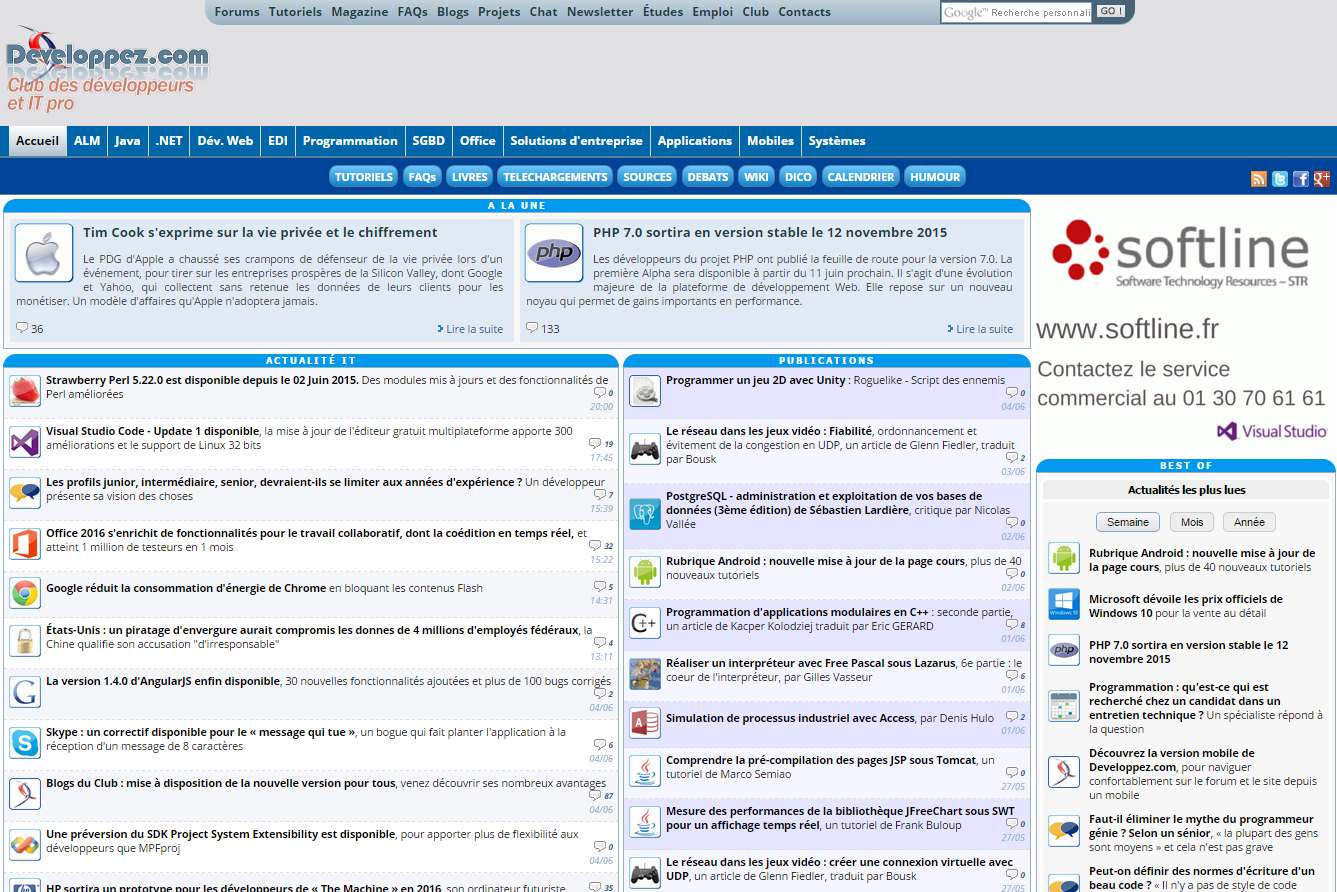 Forums Tutoriels Magazine FAQs Blogs Projets Chat Newsletter Études Emploi Club Contacts
Google™ Recherche personnali
GO !
Developpez.com
Club des développeurs
et IT pro
Accueil ALM Java .NET Dév. Web EDI Programmation SGBD Office Solutions d'entreprise Applications Mobiles Systèmes
TUTORIELS FAQs LIVRES TELECHARGEMENTS SOURCES DEBATS WIKI DICO CALENDRIER HUMOUR
A LA UNE
Tim Cook s'exprime sur la vie privée et le chiffrement
Le PDG d'Apple a chaussé ses crampons de défenseur de la vie privée lors d'un
événement, pour tirer sur les entreprises prospères de la Silicon Valley, dont Google
et Yahoo, qui collectent sans retenue les données de leurs clients pour les
monétiser. Un modèle d'affaires qu'Apple n'adoptera jamais.
36
Lire la suite
php
PHP 7.0 sortira en version stable le 12 novembre 2015
Les développeurs du projet PHP ont publié la feuille de route pour la version 7.0. La
première Alpha sera disponible à partir du 11 juin prochain. Il s'agit d'une évolution
majeure de la plateforme de développement Web. Elle repose sur un nouveau
noyau qui permet de gains importants en performance.
133
Lire la suite
ACTUALITÉ IT
Strawberry Perl 5.22.0 est disponible depuis le 02 Juin 2015. Des modules mis à jours et des fonctionnalités de
Perl améliorées
0
20:00
Visual Studio Code - Update 1 disponible, la mise à jour de l'éditeur gratuit multiplateforme apporte 300
améliorations et le support de Linux 32 bits
19
17:45
Les profils junior, intermédiaire, senior, devraient-ils se limiter aux années d'expérience ? Un développeur
présente sa vision des choses
7
15:39
Office 2016 s'enrichit de fonctionnalités pour le travail collaboratif, dont la coédition en temps réel, et
atteint 1 million de testeurs en 1 mois
32
15:22
Google réduit la consommation d'énergie de Chrome en bloquant les contenus Flash
5
14:31
États-Unis : un piratage d'envergure aurait compromis les donnes de 4 millions d'employés fédéraux, la
Chine qualifie son accusation "d'irresponsable"
4
13:11
La version 1.4.0 d'AngularJS enfin disponible, 30 nouvelles fonctionnalités ajoutées et plus de 100 bugs corrigés
2
04/06
Skype : un correctif disponible pour le « message qui tue », un bogue qui fait planter l'application à la
réception d'un message de 8 caractères
6
04/06
Blogs du Club : mise à disposition de la nouvelle version pour tous, venez découvrir ses nombreux avantages
87
04/06
Une préversion du SDK Project System Extensibility est disponible, pour apporter plus de flexibilité aux
développeurs que MPFproj
0
04/06
HP sortira un prototype pour les développeurs de « The Machine » en 2016, son ordinateur futuriste
35
PUBLICATIONS
Programmer un jeu 2D avec Unity : Roguelike - Script des ennemis
0
04/06
Le réseau dans les jeux vidéo : Fiabilité, ordonnancement et
évitement de la congestion en UDP, un article de Glenn Fiedler, traduit
par Bousk
2
03/06
PostgreSQL - administration et exploitation de vos bases de
données (3ème édition) de Sébastien Lardière, critique par Nicolas
Vallée
0
02/06
Rubrique Android : nouvelle mise à jour de la page cours, plus de 40
nouveaux tutoriels
0
02/06
C++
Programmation d'applications modulaires en C++ : seconde partie,
un article de Kacper Kolodziej traduit par Eric GERARD
8
01/06
Réaliser un interpréteur avec Free Pascal sous Lazarus, 6e partie : le
coeur de l'interpréteur, par Gilles Vasseur
6
01/06
Simulation de processus industriel avec Access, par Denis Hulo
2
01/06
Comprendre la pré-compilation des pages JSP sous Tomcat, un
tutoriel de Marco Semiao
0
27/05
Mesure des performances de la bibliothèque JFreeChart sous SWT
pour un affichage temps réel, un tutoriel de Frank Buloup
0
27/05
Le réseau dans les jeux vidéo : créer une connexion virtuelle avec
UDP, un article de Glenn Fiedler, traduit par Bousk
0
27/05
softline
Software Technology Resources – STR
www.softline.fr
Contactez le service
commercial au 01 30 70 61 61
Visual Studio
BEST OF
Actualités les plus lues
Semaine Mois Année
Rubrique Android : nouvelle mise à jour de
la page cours, plus de 40 nouveaux tutoriels
Microsoft dévoile les prix officiels de
Windows 10 pour la vente au détail
php
PHP 7.0 sortira en version stable le 12
novembre 2015
Programmation : qu'est-ce qui est
recherché chez un candidat dans un
entretien technique ? Un spécialiste répond à
la question
Découvrez la version mobile de
Developpez.com, pour naviguer
confortablement sur le forum et le site depuis
un mobile
Faut-il éliminer le mythe du programmeur
génie ? Selon un sénior, « la plupart des gens
sont moyens » et cela n'est pas grave
Peut-on définir des normes d'écriture d'un
beau code ? « Il n'y a pas de style de code